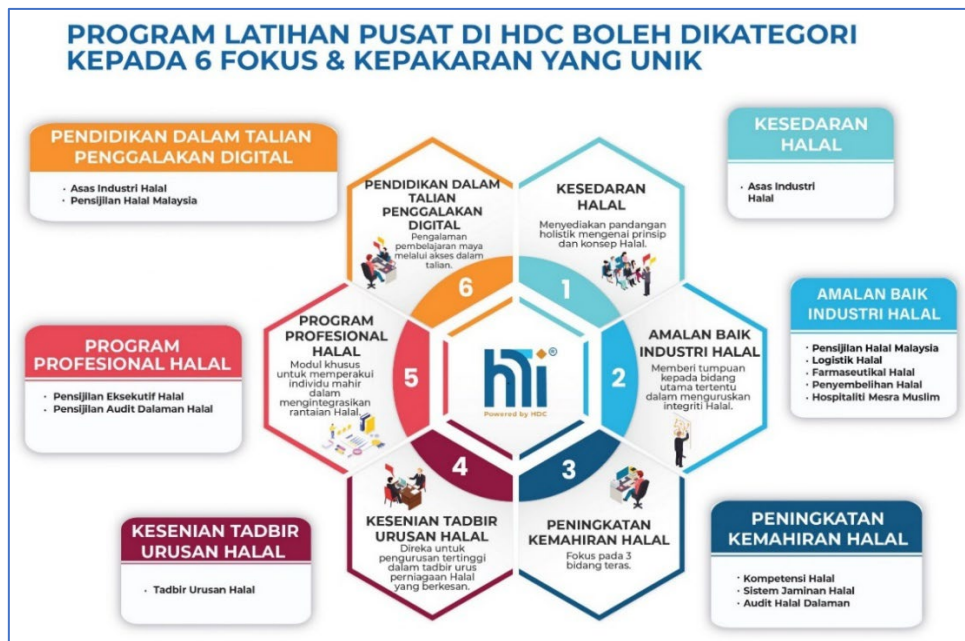 PROGRAM LATIHAN PUSAT DI HDC BOLEH DIKATEGORI
KEPADA 6 FOKUS & KEPAKARAN YANG UNIK
PENDIDIKAN DALAM TALIAN
PENGGALAKAN DIGITAL
· Asas Industri Halal
· Pensijilan Halal Malaysia
KESEDARAN
HALAL
· Asas Industri
Halal
PENDIDIKAN DALAM
TALIAN
PENGGALAKAN
DIGITAL
Pengalaman
pembelajaran maya
melalui akses dalam
talian.
6
KESEDARAN
HALAL
Menyediakan pandangan
holistik mengenai prinsip
dan konsep Halal.
1
PROGRAM
PROFESIONAL HALAL
· Pensijilan Eksekutif Halal
· Pensijilan Audit Dalaman Halal
PROGRAM
PROFESIONAL
HALAL
Modul khusus
untuk memperakui
individu mahir
dalam
mengintegrasikan
rantaian Halal.
5
hti®
Powered by HDC
2
AMALAN BAIK
INDUSTRI HALAL
Memberi tumpuan
kepada bidang
utama tertentu
dalam menguruskan
integriti Halal.
AMALAN BAIK
INDUSTRI HALAL
· Pensijilan Halal Malaysia
· Logistik Halal
· Farmaseutikal Halal
· Penyembelihan Halal
· Hospitaliti Mesra Muslim
4
KESENIAN TADBIR
URUSAN HALAL
Direka untuk
pengurusan tertinggi
dalam tadbir urus
perniagaan Halal
yang berkesan.
3
PENINGKATAN
KEMAHIRAN HALAL
Fokus pada 3
bidang teras.
KESENIAN TADBIR
URUSAN HALAL
· Tadbir Urusan Halal
PENINGKATAN
KEMAHIRAN HALAL
· Kompetensi Halal
· Sistem Jaminan Halal
· Audit Halal Dalaman